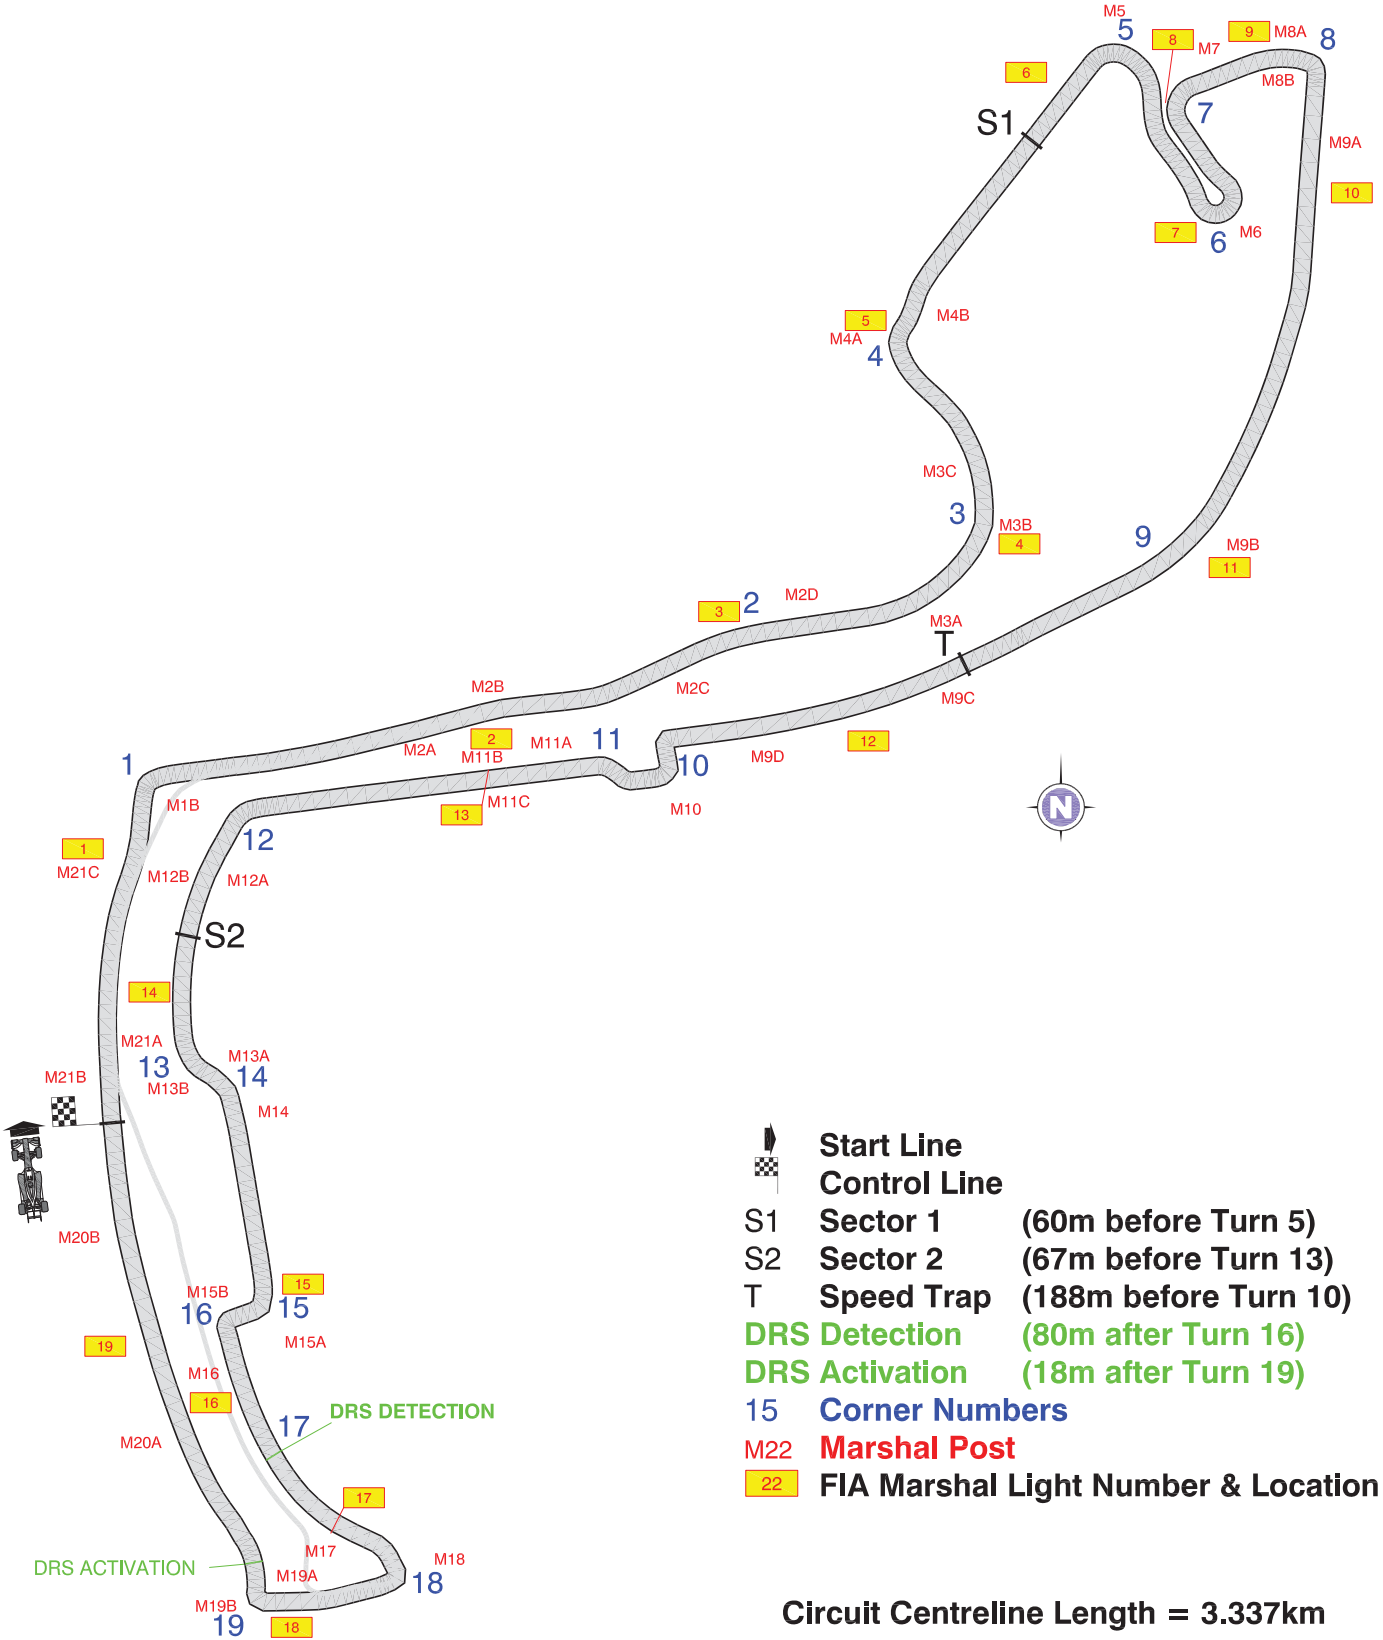 M5
5
8
M7
9
M8A
8
6
M8B
S1
7
M9A
10
7
6
M6
5
M4A
M4B
4
M3C
3
M3B
4
9
M9B
11
3
2
M2D
M3A
T
M2B
M2C
M9C
2
M2A
M11B
M11A
11
12
1
10
M9D
M1B
13
M11C
M10
N
12
1
M21C
M12B
M12A
S2
14
M21A
13
M13A
14
M21B
M13B
M14
Start Line
Control Line
S1 Sector 1 (60m before Turn 5)
M20B
S2 Sector 2 (67m before Turn 13)
M15B
15
16
15
T Speed Trap (188m before Turn 10)
19
M15A
DRS Detection (80m after Turn 16)
M16
DRS Activation (18m after Turn 19)
16
DRS DETECTION
15 Corner Numbers
17
M20A
M22 Marshal Post
22 FIA Marshal Light Number & Location
17
M17
M18
DRS ACTIVATION
M19A
18
M19B
19
18
Circuit Centreline Length = 3.337km